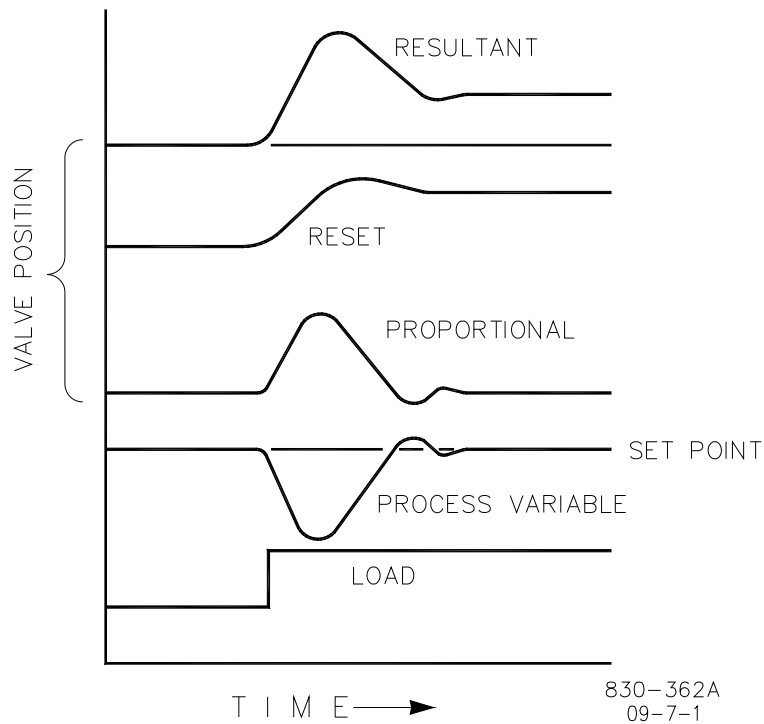 RESULTANT
RESET
VALVE POSITION
PROPORTIONAL
SET POINT
PROCESS VARIABLE
LOAD
TIME
830-362A
09-7-1